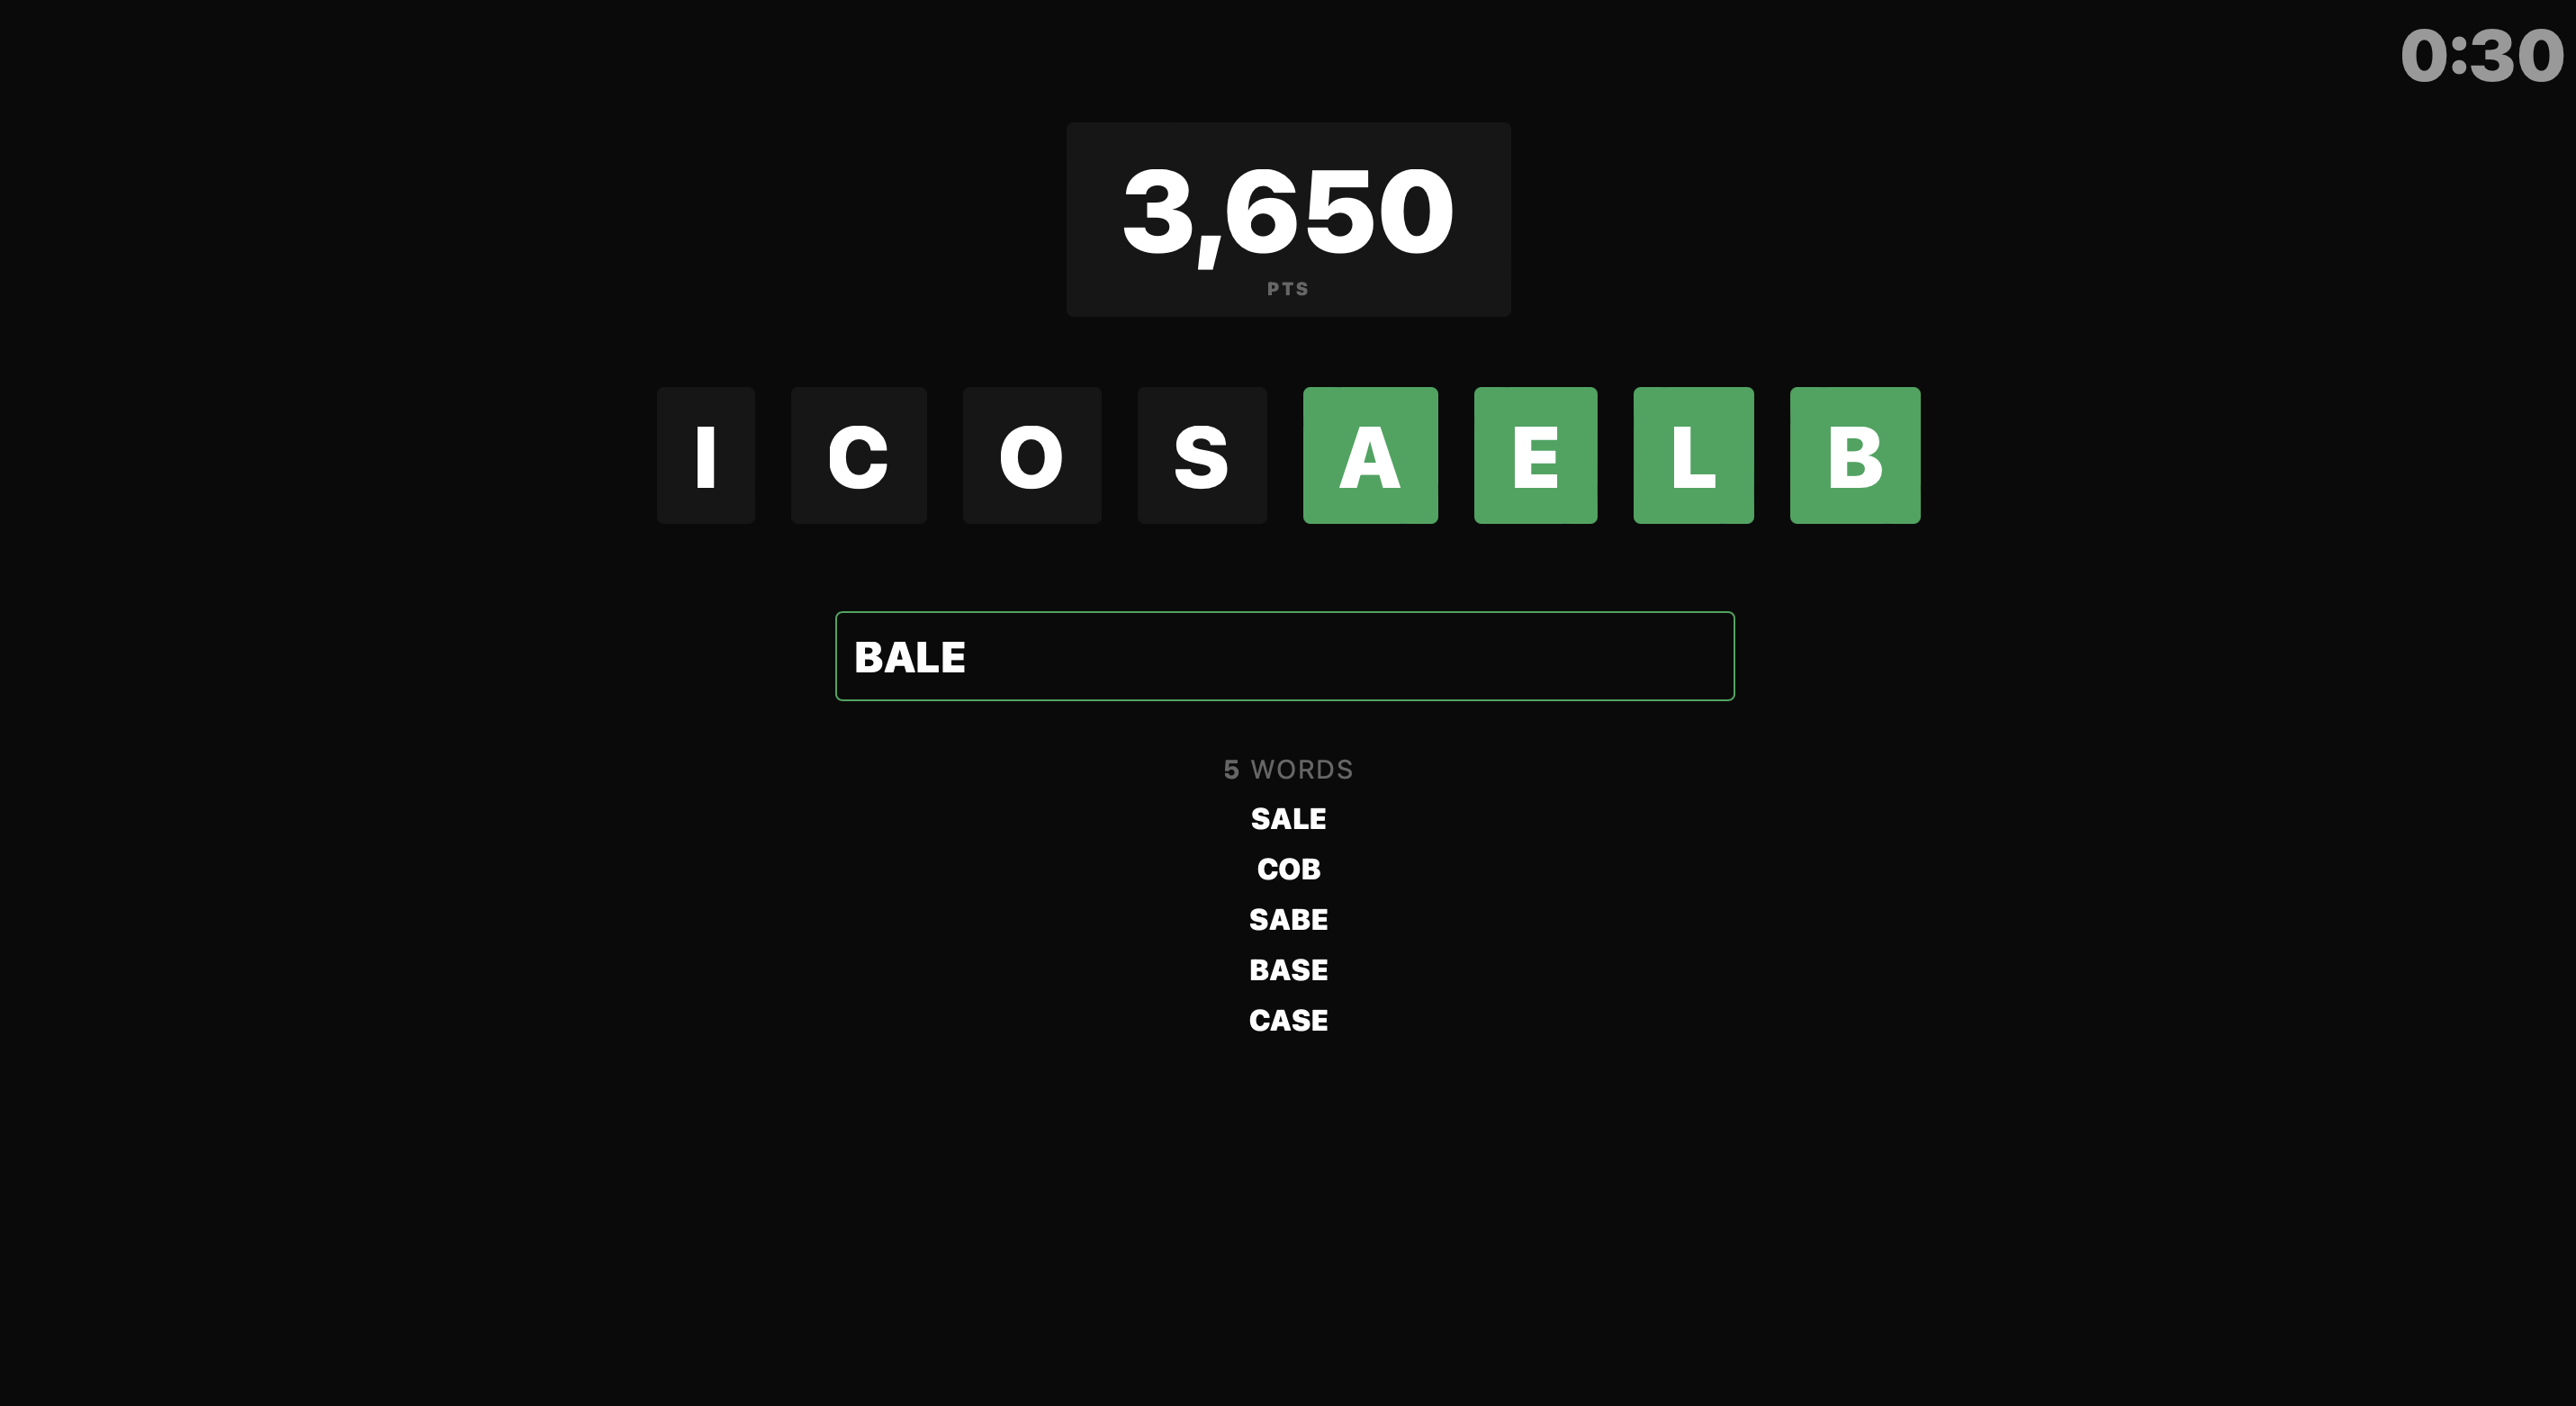 0:30
3,650
PTS
I C O S A E L B
BALE
5 WORDS
SALE
COB
SABE
BASE
CASE